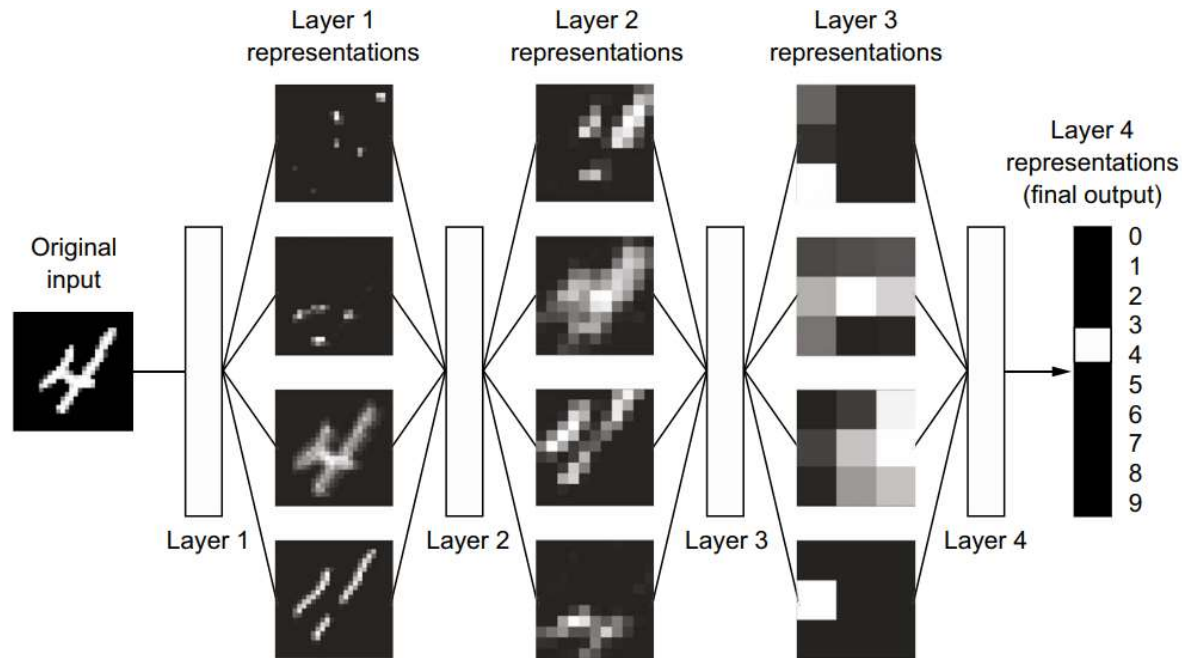 Layer 1
representations
Layer 2
representations
Layer 3
representations
Layer 4
representations
(final output)
Original
input
0
1
2
3
4
5
6
7
8
9
Layer 1
Layer 2
Layer 3
Layer 4